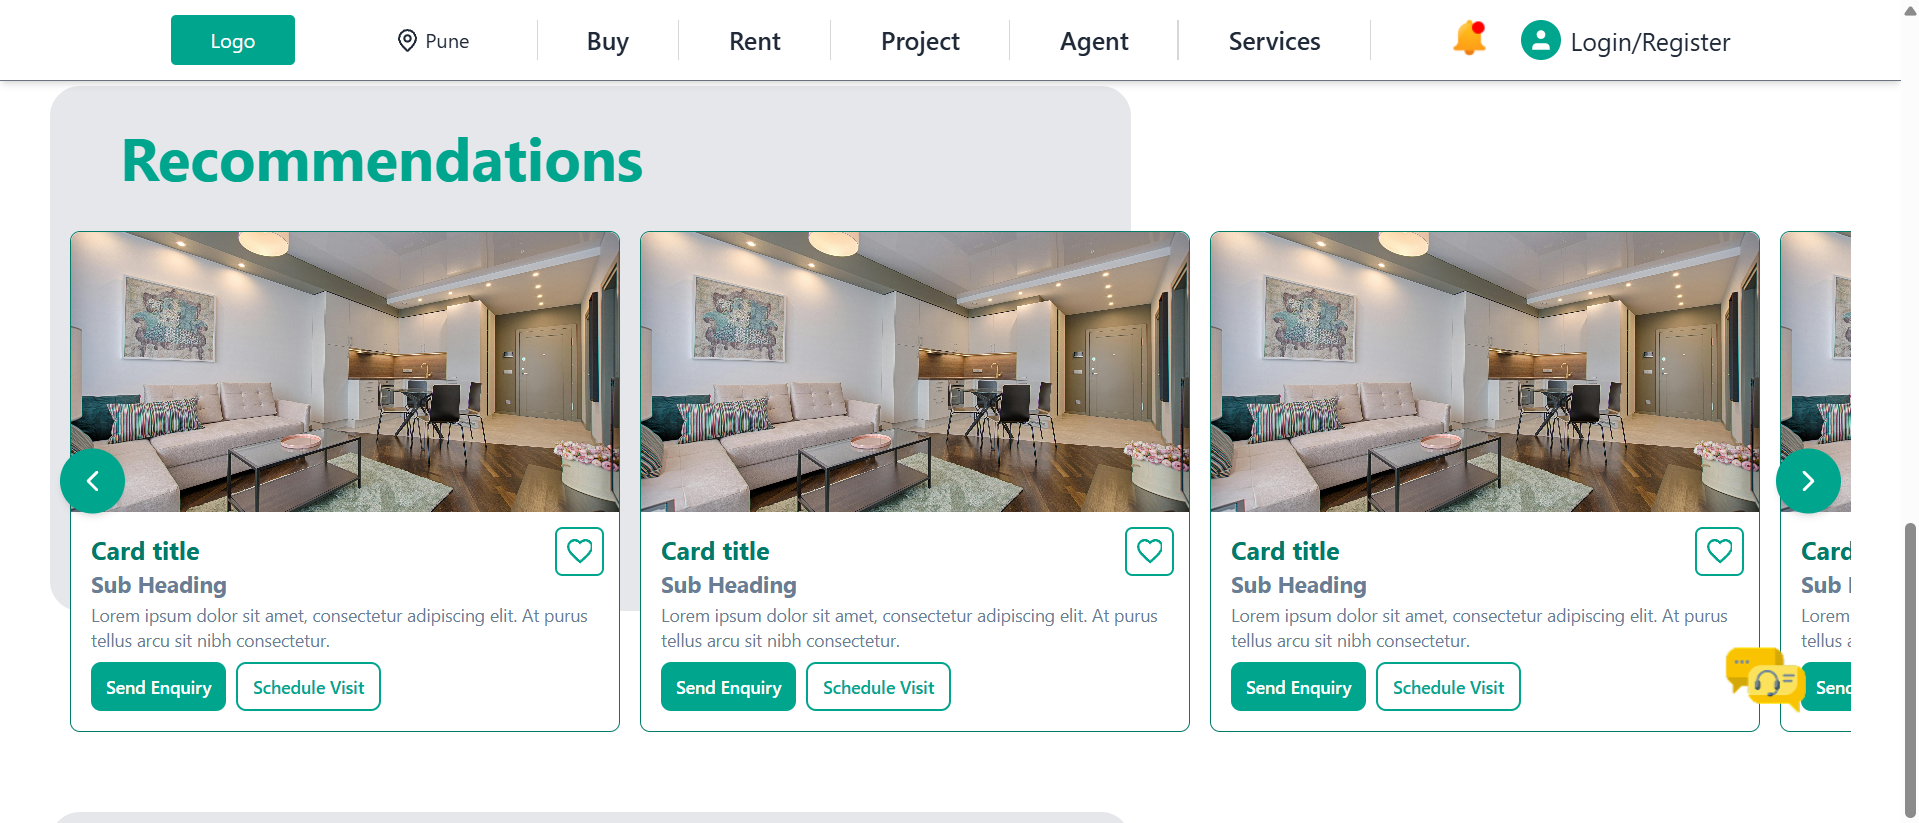 Logo
Pune
Buy
Rent
Project
Agent
Services
Login/Register
Recommendations
Card title
Sub Heading
Lorem ipsum dolor sit amet, consectetur adipiscing elit. At purus
tellus arcu sit nibh consectetur.
Send Enquiry
Schedule Visit
Card title
Sub Heading
Lorem ipsum dolor sit amet, consectetur adipiscing elit. At purus
tellus arcu sit nibh consectetur.
Send Enquiry
Schedule Visit
Card title
Sub Heading
Lorem ipsum dolor sit amet, consectetur adipiscing elit. At purus
tellus arcu sit nibh consectetur.
Send Enquiry
Schedule Visit
Card
Sub
Lorem
tellus
Send